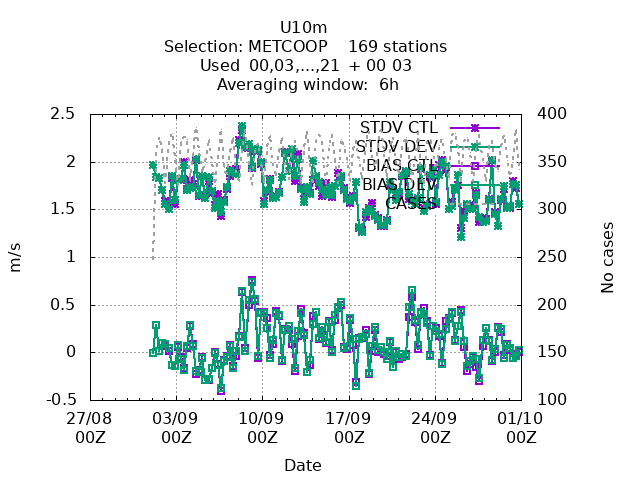 U10m
Selection: METCOOP    169 stations
Used  00,03,...,21  + 00 03
Averaging window:  6h
2.5
2
1.5
1
0.5
0
-0.5
m/s
400
350
300
250
200
150
100
No cases
STDV CTL
STDV DEV
BIAS CTL
BIAS DEV
CASES
27/08 03/09 10/09 17/09 24/09 01/10
00Z 00Z 00Z 00Z 00Z 00Z
Date